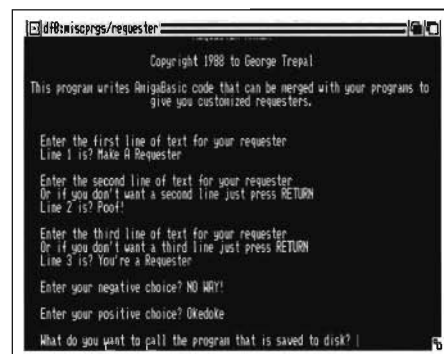 df0:miscprgs/requester
Copyright 1988 to George Trepal
This program writes AmigaBasic code that can be merged with your programs to
give you customized requesters.
Enter the first line of text for your requester
Line 1 is? Make A Requester
Enter the second line of text for your requester
Or if you don't want a second line just press RETURN
Line 2 is? Poof!
Enter the third line of text for your requester
Or if you don't want a third line just press RETURN
Line 3 is? You're a Requester
Enter your negative choice? NO WAY!
Enter your positive choice? Okedoke
What do you want to call the program that is saved to disk?